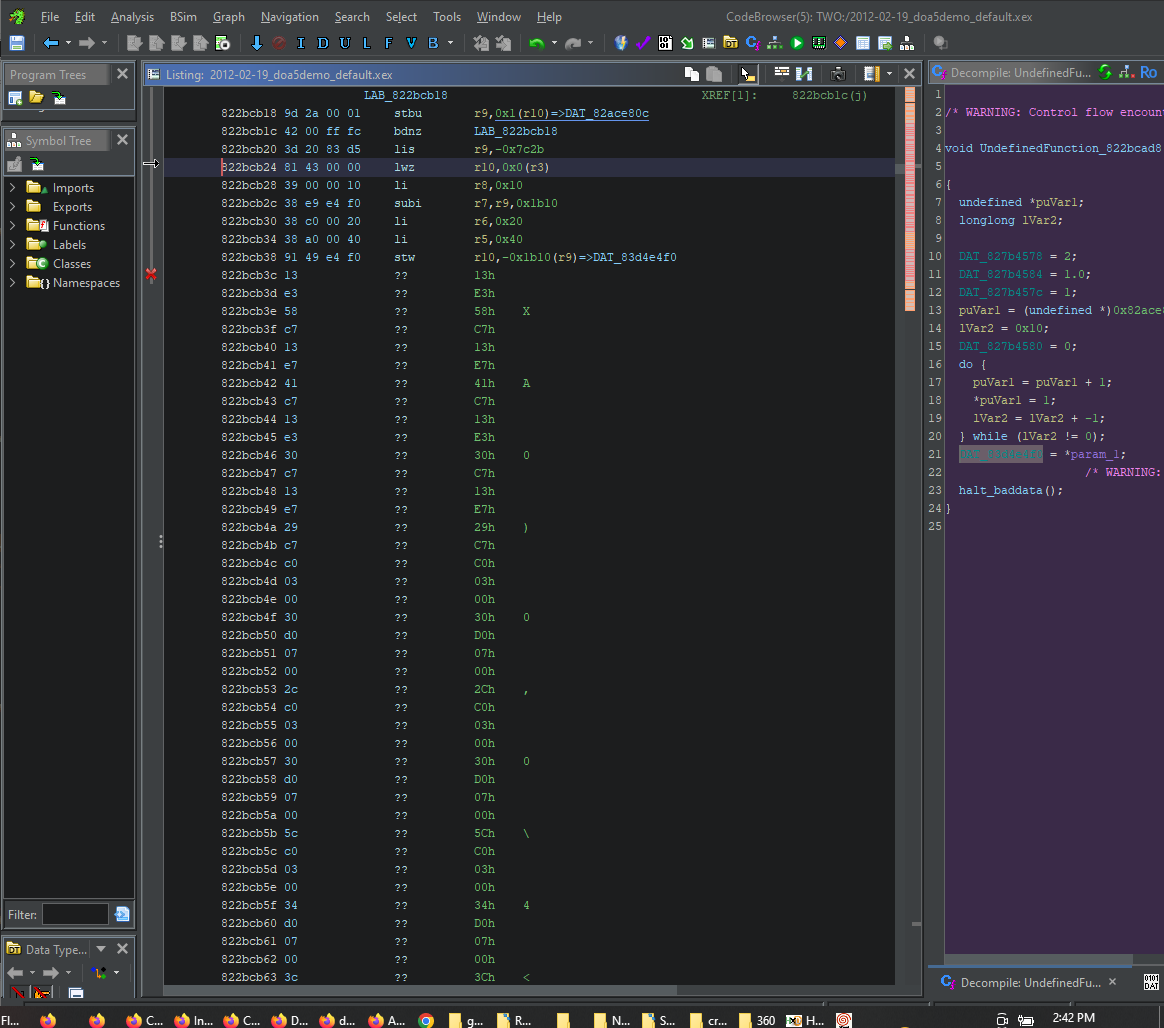 File Edit Analysis BSim Graph Navigation Search Select Tools Window Help CodeBrowser(5): TWO:/2012-02-19_doa5demo_default.xex
I D U L F V B
Program Trees
Listing: 2012-02-19_doa5demo_default.xex
Decompile: UndefinedFu... Ro
Symbol Tree
Imports
Exports
Functions
Labels
Classes
Namespaces
Filter:
Data Type...
LAB_822bcb18 XREF[1]: 822bcb1c(j)
822bcb18 9d 2a 00 01 stbu r9,0x1(r10)=>DAT_82ace80c
822bcb1c 42 00 ff fc bdnz LAB_822bcb18
822bcb20 3d 20 83 d5 lis r9,-0x7c2b
822bcb24 81 43 00 00 lwz r10,0x0(r3)
822bcb28 39 00 00 10 li r8,0x10
822bcb2c 38 e9 e4 f0 subi r7,r9,0x1b10
822bcb30 38 c0 00 20 li r6,0x20
822bcb34 38 a0 00 40 li r5,0x40
822bcb38 91 49 e4 f0 stw r10,-0x1b10(r9)=>DAT_83d4e4f0
822bcb3c 13 ?? 13h
822bcb3d e3 ?? E3h
822bcb3e 58 ?? 58h X
822bcb3f c7 ?? C7h
822bcb40 13 ?? 13h
822bcb41 e7 ?? E7h
822bcb42 41 ?? 41h A
822bcb43 c7 ?? C7h
822bcb44 13 ?? 13h
822bcb45 e3 ?? E3h
822bcb46 30 ?? 30h 0
822bcb47 c7 ?? C7h
822bcb48 13 ?? 13h
822bcb49 e7 ?? E7h
822bcb4a 29 ?? 29h )
822bcb4b c7 ?? C7h
822bcb4c c0 ?? C0h
822bcb4d 03 ?? 03h
822bcb4e 00 ?? 00h
822bcb4f 30 ?? 30h 0
822bcb50 d0 ?? D0h
822bcb51 07 ?? 07h
822bcb52 00 ?? 00h
822bcb53 2c ?? 2Ch ,
822bcb54 c0 ?? C0h
822bcb55 03 ?? 03h
822bcb56 00 ?? 00h
822bcb57 30 ?? 30h 0
822bcb58 d0 ?? D0h
822bcb59 07 ?? 07h
822bcb5a 00 ?? 00h
822bcb5b 5c ?? 5Ch \
822bcb5c c0 ?? C0h
822bcb5d 03 ?? 03h
822bcb5e 00 ?? 00h
822bcb5f 34 ?? 34h 4
822bcb60 d0 ?? D0h
822bcb61 07 ?? 07h
822bcb62 00 ?? 00h
822bcb63 3c ?? 3Ch <
1
2 /* WARNING: Control flow encoun
3
4 void UndefinedFunction_822bcad8
5
6 {
7 undefined *puVar1;
8 longlong lVar2;
9
10 DAT_827b4578 = 2;
11 DAT_827b4584 = 1.0;
12 DAT_827b457c = 1;
13 puVar1 = (undefined *)0x82ace8
14 lVar2 = 0x10;
15 DAT_827b4580 = 0;
16 do {
17 puVar1 = puVar1 + 1;
18 *puVar1 = 1;
19 lVar2 = lVar2 + -1;
20 } while (lVar2 != 0);
21 DAT_83d4e4f0 = *param_1;
22 /* WARNING:
23 halt_baddata();
24 }
25
Decompile: UndefinedFu...
Fl... C... In... C... D... d... A... g... R... N... S... cr... 360 H... 2:42 PM